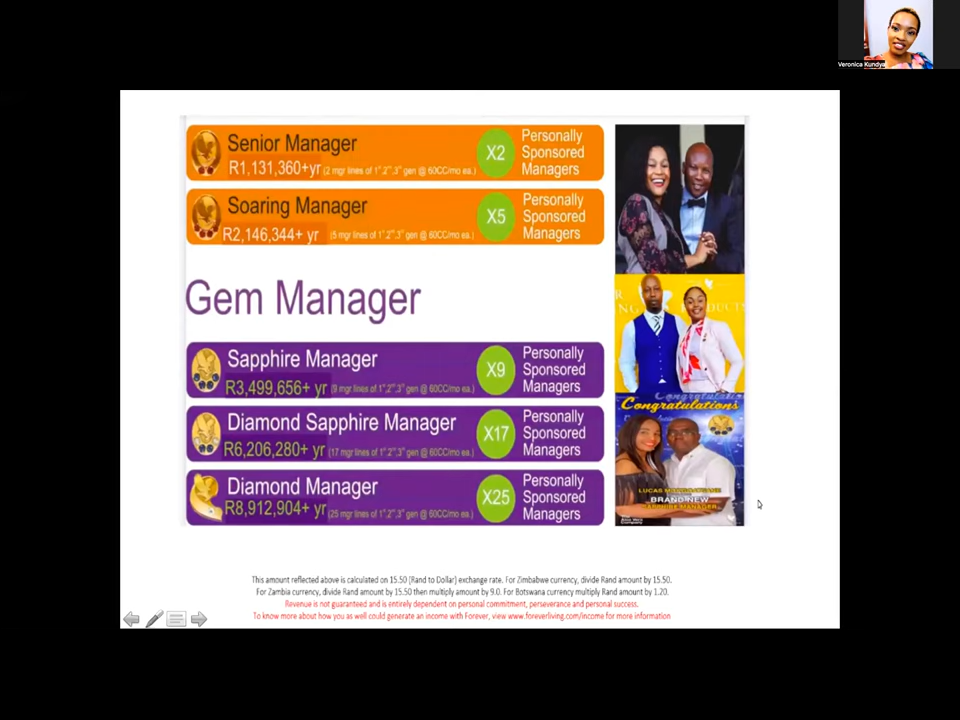 Veronica Kundya
Senior Manager
R1,131,360+yr (2 mgr lines of 1st,2nd,3rd gen @ 60CC/mo ea.)
X2
Personally
Sponsored
Managers
Soaring Manager
R2,146,344+ yr (5 mgr lines of 1st,2nd,3rd gen @ 60CC/mo ea.)
X5
Personally
Sponsored
Managers
Gem Manager
Sapphire Manager
R3,499,656+ yr (9 mgr lines of 1st,2nd,3rd gen @ 60CC/mo ea.)
X9
Personally
Sponsored
Managers
Diamond Sapphire Manager
R6,206,280+ yr (17 mgr lines of 1st,2nd,3rd gen @ 60CC/mo ea.)
X17
Personally
Sponsored
Managers
Diamond Manager
R8,912,904+ yr (25 mgr lines of 1st,2nd,3rd gen @ 60CC/mo ea.)
X25
Personally
Sponsored
Managers
Congratulations
LUCAS
BRAND NEW
SAPPHIRE MANAGER
This amount reflected above is calculated on 15.50 (Rand to Dollar) exchange rate. For Zimbabwe currency, divide Rand amount by 15.50.
For Zambia currency, divide Rand amount by 15.50 then multiply amount by 9.0. For Botswana currency multiply Rand amount by 1.20.
Revenue is not guaranteed and is entirely dependent on personal commitment, perseverance and personal success.
To know more about how you as well could generate an income with Forever, view www.foreverliving.com/income for more information